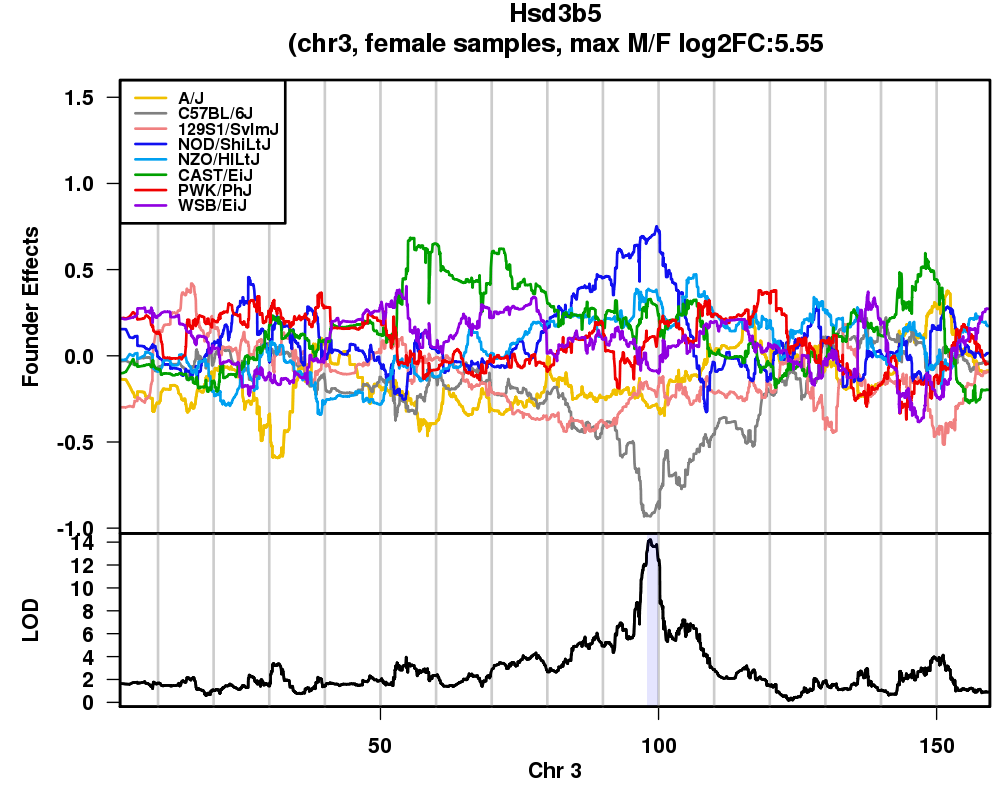 Hsd3b5
(chr3, female samples, max M/F log2FC:5.55
1.5
1.0
0.5
0.0
-0.5
-1.0
Founder Effects
A/J
C57BL/6J
129S1/SvImJ
NOD/ShiLtJ
NZO/HlLtJ
CAST/EiJ
PWK/PhJ
WSB/EiJ
14
12
10
8
6
4
2
0
LOD
50 100 150
Chr 3